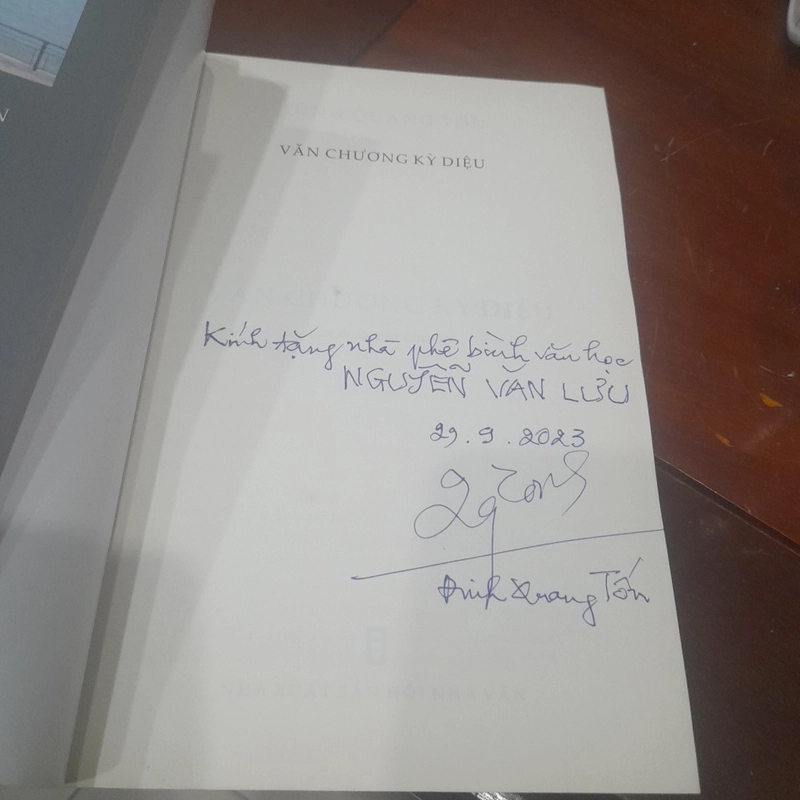 VĂN CHƯƠNG KỲ DIỆU
Kính tặng nhà phê bình văn học
NGUYỄN VĂN LƯU
29.9.2023
Đinh Quang Tốn